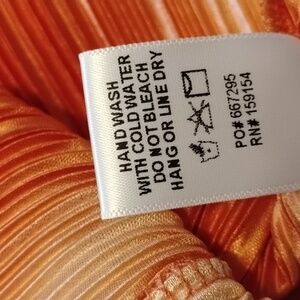 HAND WASH
WITH COLD WATER
DO NOT BLEACH
HANG OR LINE DRY
PO# 667295
RN# 159154